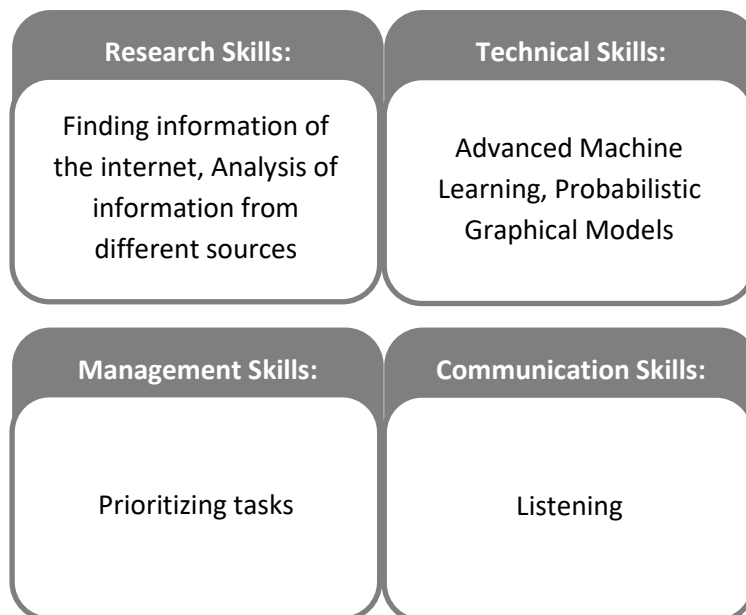 Research Skills:
Finding information of
the internet, Analysis of
information from
different sources
Technical Skills:
Advanced Machine
Learning, Probabilistic
Graphical Models
Management Skills:
Prioritizing tasks
Communication Skills:
Listening